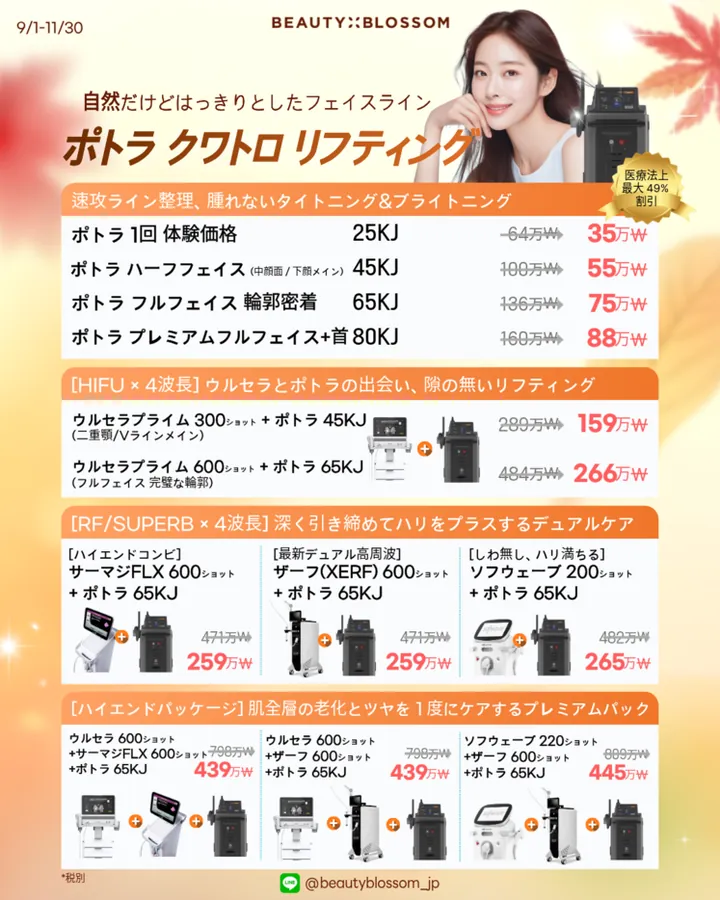 9/1-11/30
BEAUTY BLOSSOM
自然だけどはっきりとしたフェイスライン
ポトラ クワトロ リフティング
医療法上
最大 49%
割引
速攻ライン整理、腫れないタイトニング&ブライトニング
ポトラ 1回 体験価格 25KJ 64万₩ 35万₩
ポトラ ハーフフェイス (中顔面 / 下顔メイン) 45KJ 100万₩ 55万₩
ポトラ フルフェイス 輪郭密着 65KJ 136万₩ 75万₩
ポトラ プレミアムフルフェイス+首 80KJ 160万₩ 88万₩
[HIFU × 4波長] ウルセラとポトラの出会い、隙の無いリフティング
ウルセラプライム 300ショット + ポトラ 45KJ
(二重顎/Vラインメイン)
289万₩ 159万₩
ウルセラプライム 600ショット + ポトラ 65KJ
(フルフェイス 完璧な輪郭)
484万₩ 266万₩
[RF/SUPERB × 4波長] 深く引き締めてハリをプラスするデュアルケア
[ハイエンドコンビ]
サーマジFLX 600ショット
+ ポトラ 65KJ
471万₩
259万₩
[最新デュアル高周波]
ザーフ(XERF) 600ショット
+ ポトラ 65KJ
471万₩
259万₩
[しわ無し、ハリ満ちる]
ソフウェーブ 200ショット
+ ポトラ 65KJ
482万₩
265万₩
[ハイエンドパッケージ] 肌全層の老化とツヤを1度にケアするプレミアムパック
ウルセラ 600ショット
+サーマジFLX 600ショット 798万₩
+ポトラ 65KJ 439万₩
ウルセラ 600ショット
+ザーフ 600ショット 798万₩
+ポトラ 65KJ 439万₩
ソフウェーブ 220ショット
+ザーフ 600ショット 809万₩
+ポトラ 65KJ 445万₩
*税別
LINE @beautyblossom_jp